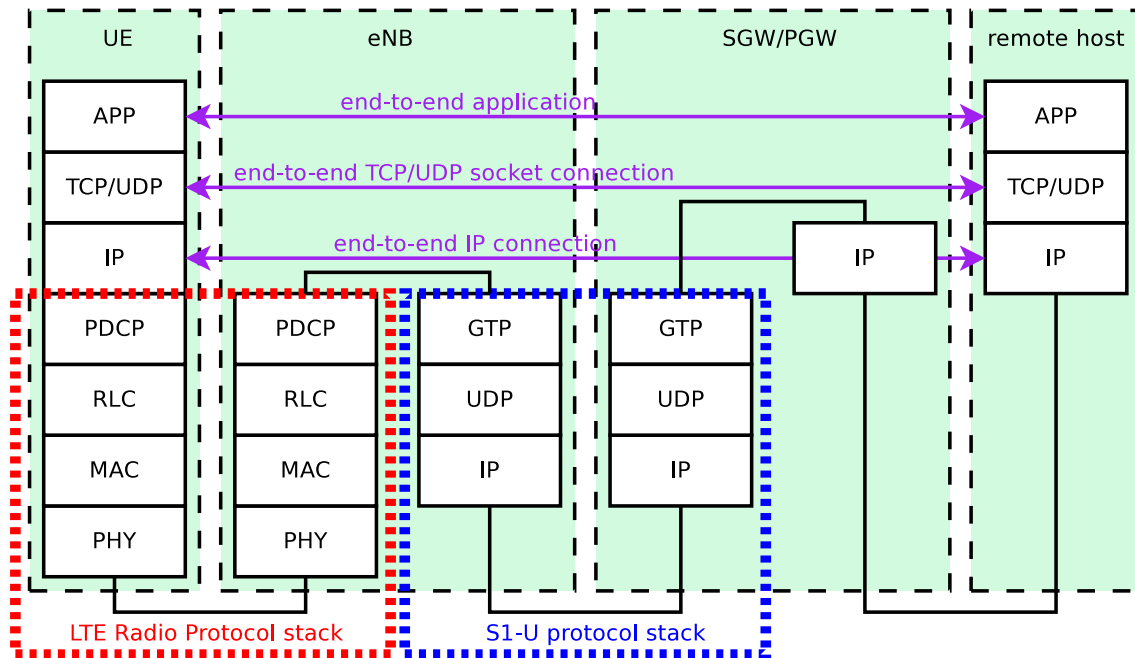 UE
eNB
SGW/PGW
remote host
APP
end-to-end application
APP
TCP/UDP
end-to-end TCP/UDP socket connection
TCP/UDP
IP
end-to-end IP connection
IP
IP
PDCP
PDCP
GTP
GTP
RLC
RLC
UDP
UDP
MAC
MAC
IP
IP
PHY
PHY
LTE Radio Protocol stack
S1-U protocol stack